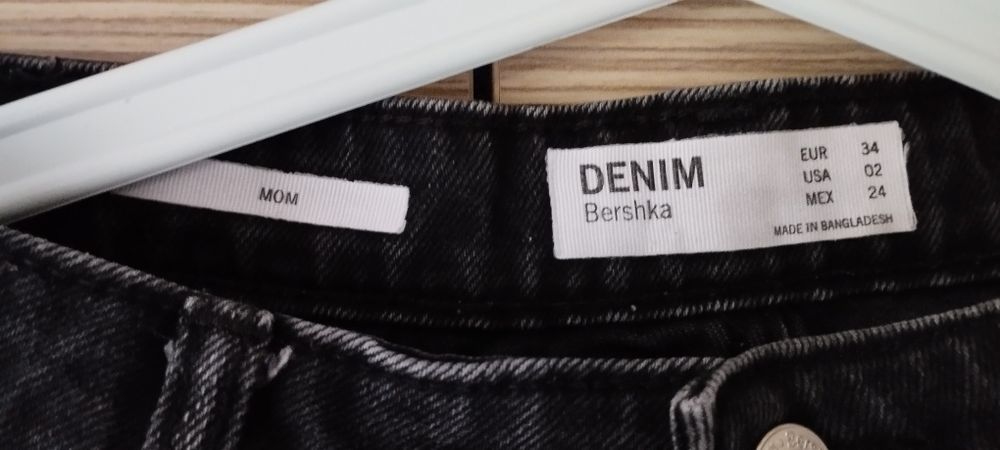 MOM
DENIM
Bershka
EUR 34
USA 02
MEX 24
MADE IN BANGLADESH